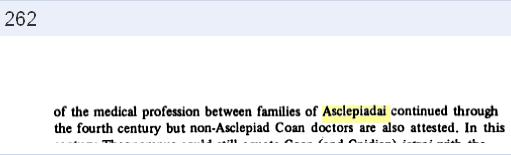 262
of the medical profession between families of Asclepiadai continued through
the fourth century but non-Asclepiad Coan doctors are also attested. In this